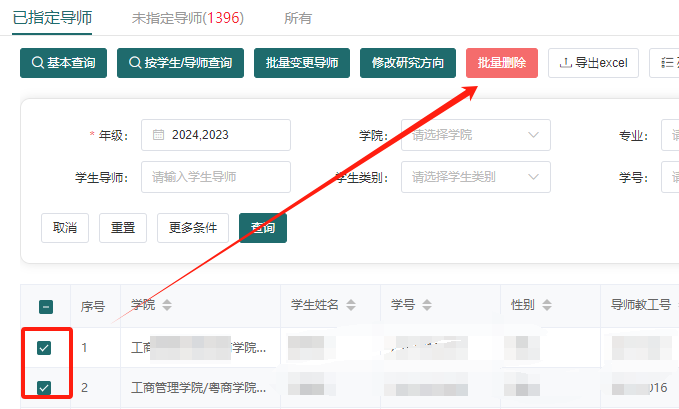 已指定导师 未指定导师(1396) 所有
基本查询 按学生/导师查询 批量变更导师 修改研究方向 批量删除 导出excel
* 年级: 2024,2023 学院: 请选择学院 专业:
学生导师: 请输入学生导师 学生类别: 请选择学生类别 学号:
取消 重置 更多条件 查询
序号 学院 学生姓名 学号 性别 导师教工号
1 工商 学院...
2 工商管理学院/粤商学院... 016